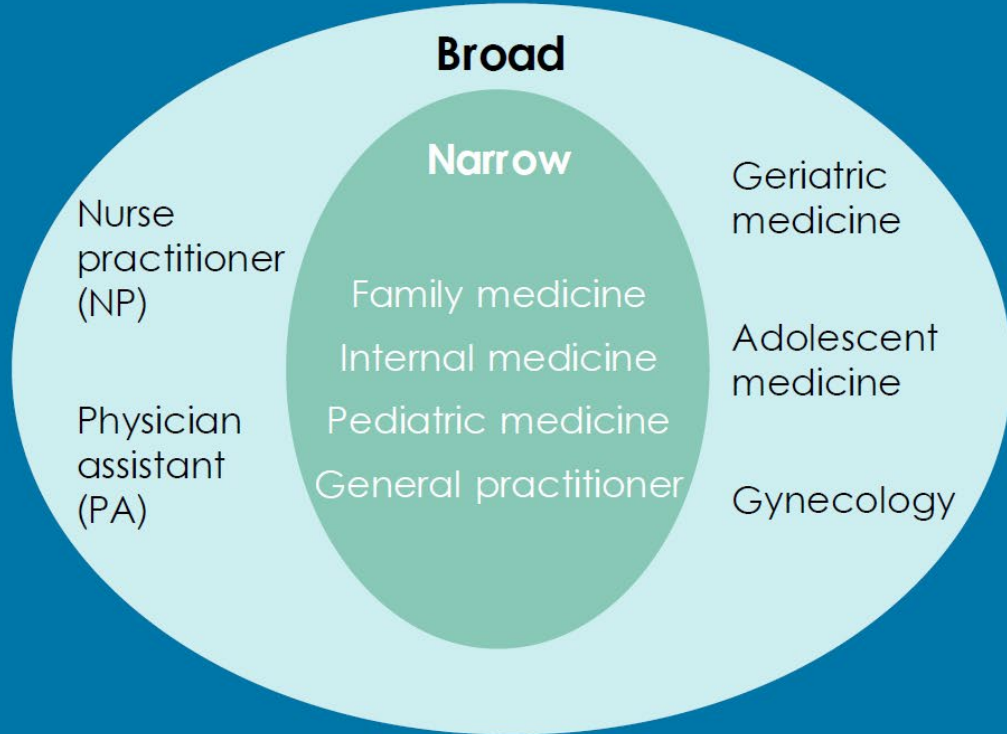 Broad
Narrow
Nurse
practitioner
(NP)
Physician
assistant
(PA)
Family medicine
Internal medicine
Pediatric medicine
General practitioner
Geriatric
medicine
Adolescent
medicine
Gynecology